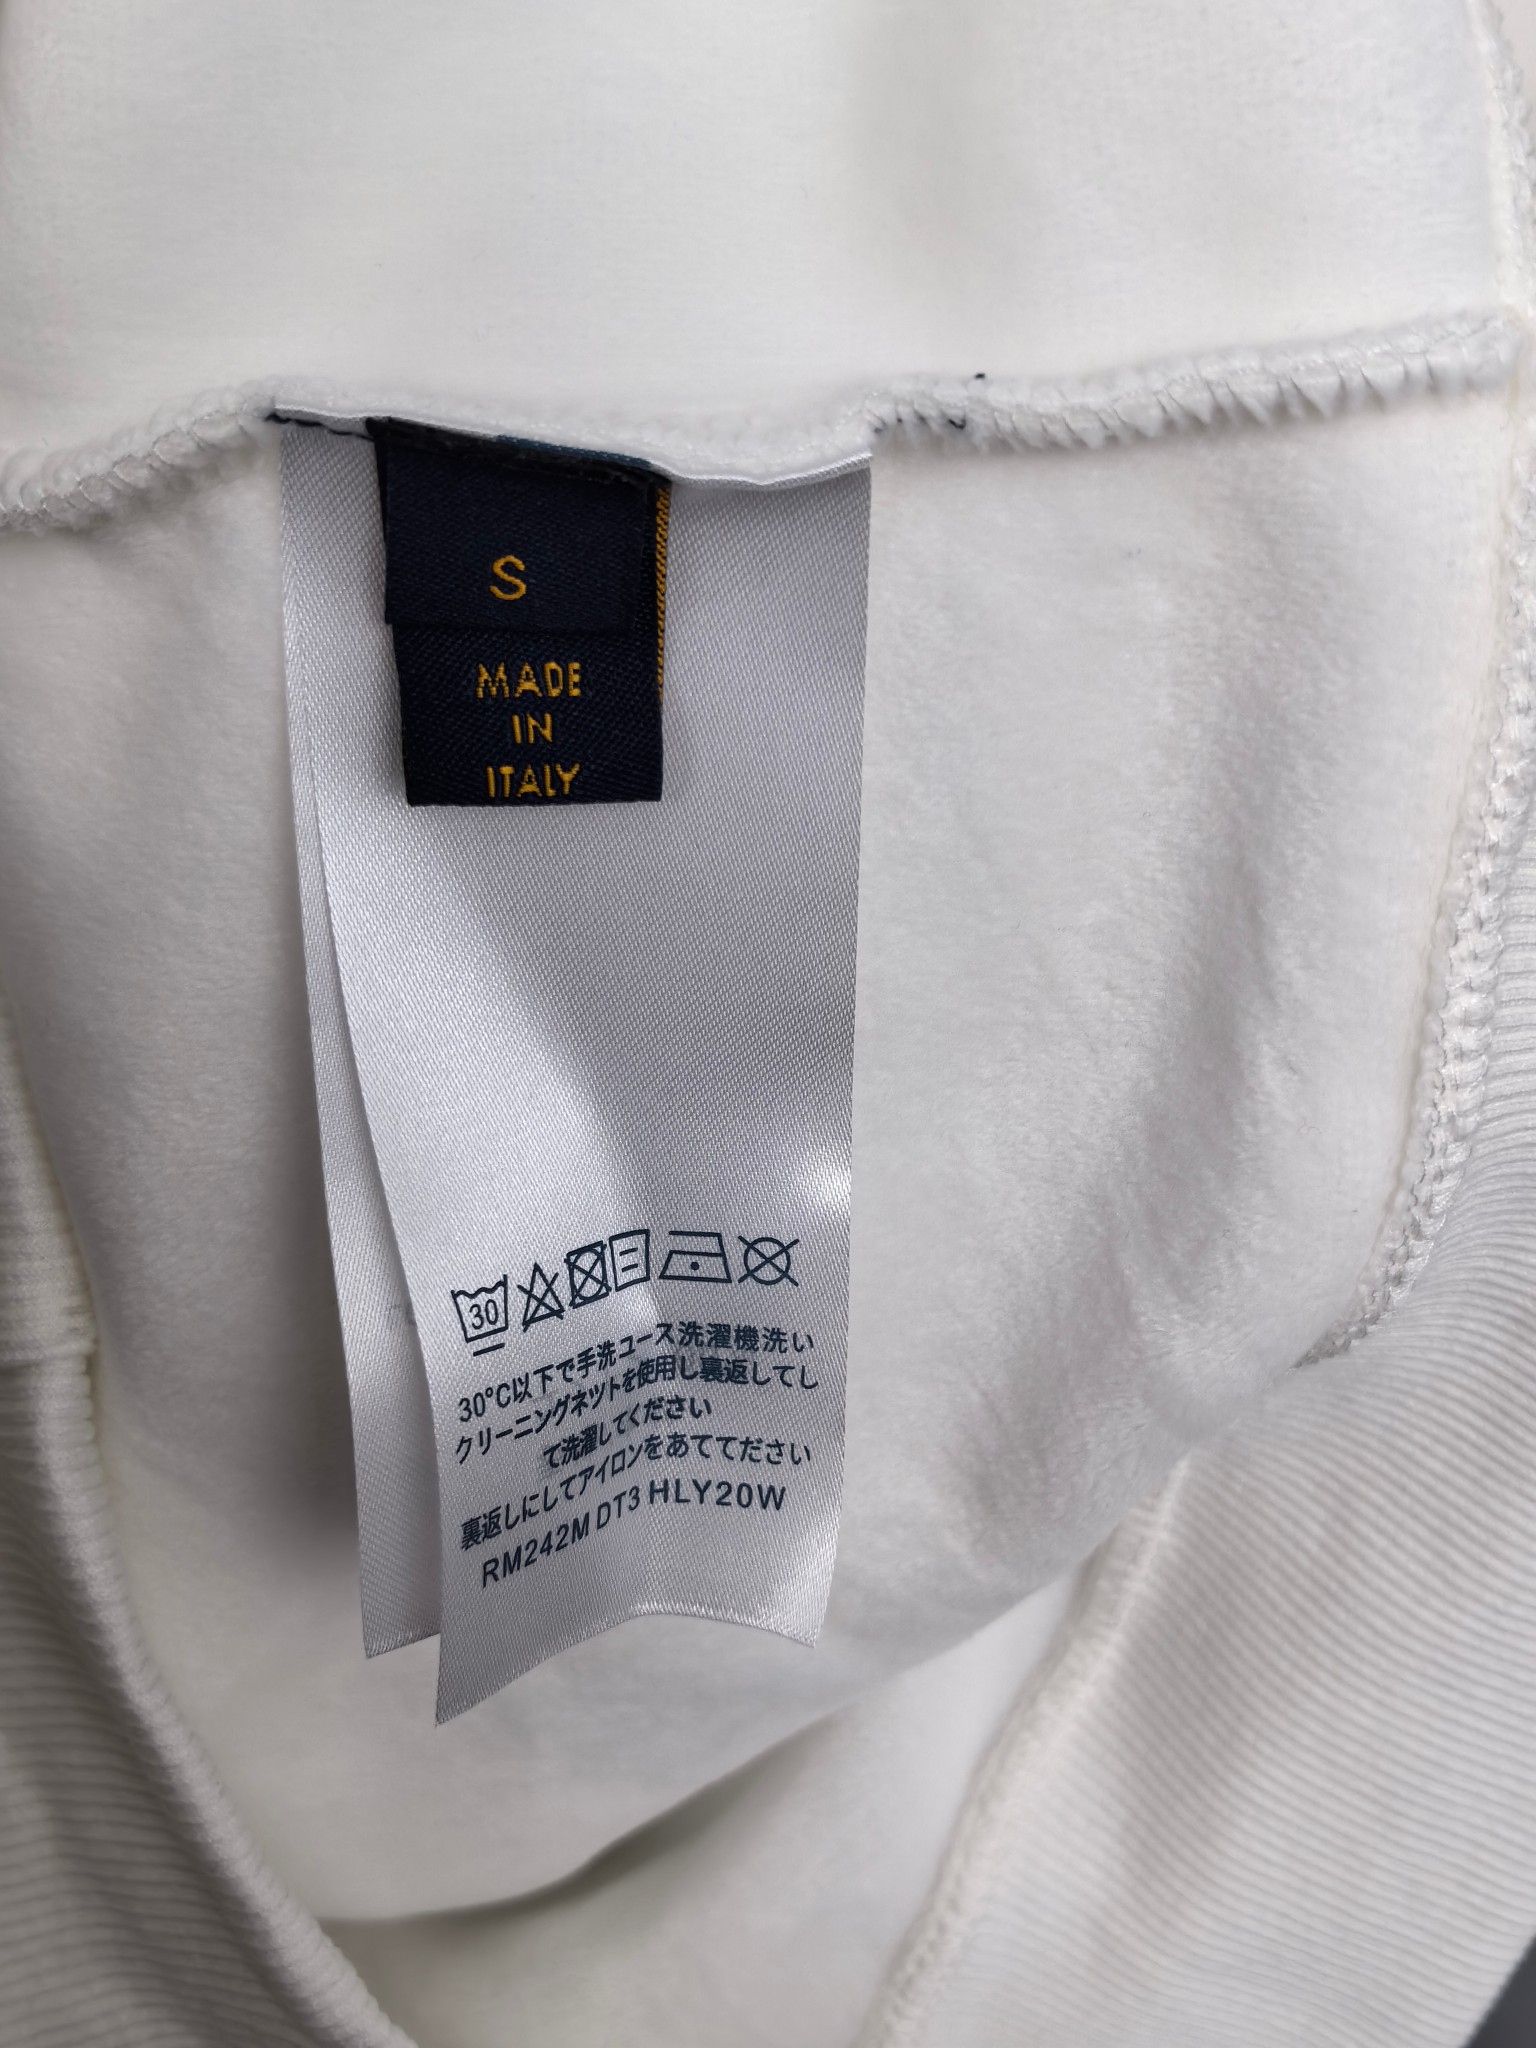 S
MADE
IN
ITALY
30
30°C以下で手洗ユース洗濯機洗い
クリーニングネットを使用し裏返してし
て洗濯してください
裏返しにしてアイロンをあててださい
RM242M DT3 HLY20W